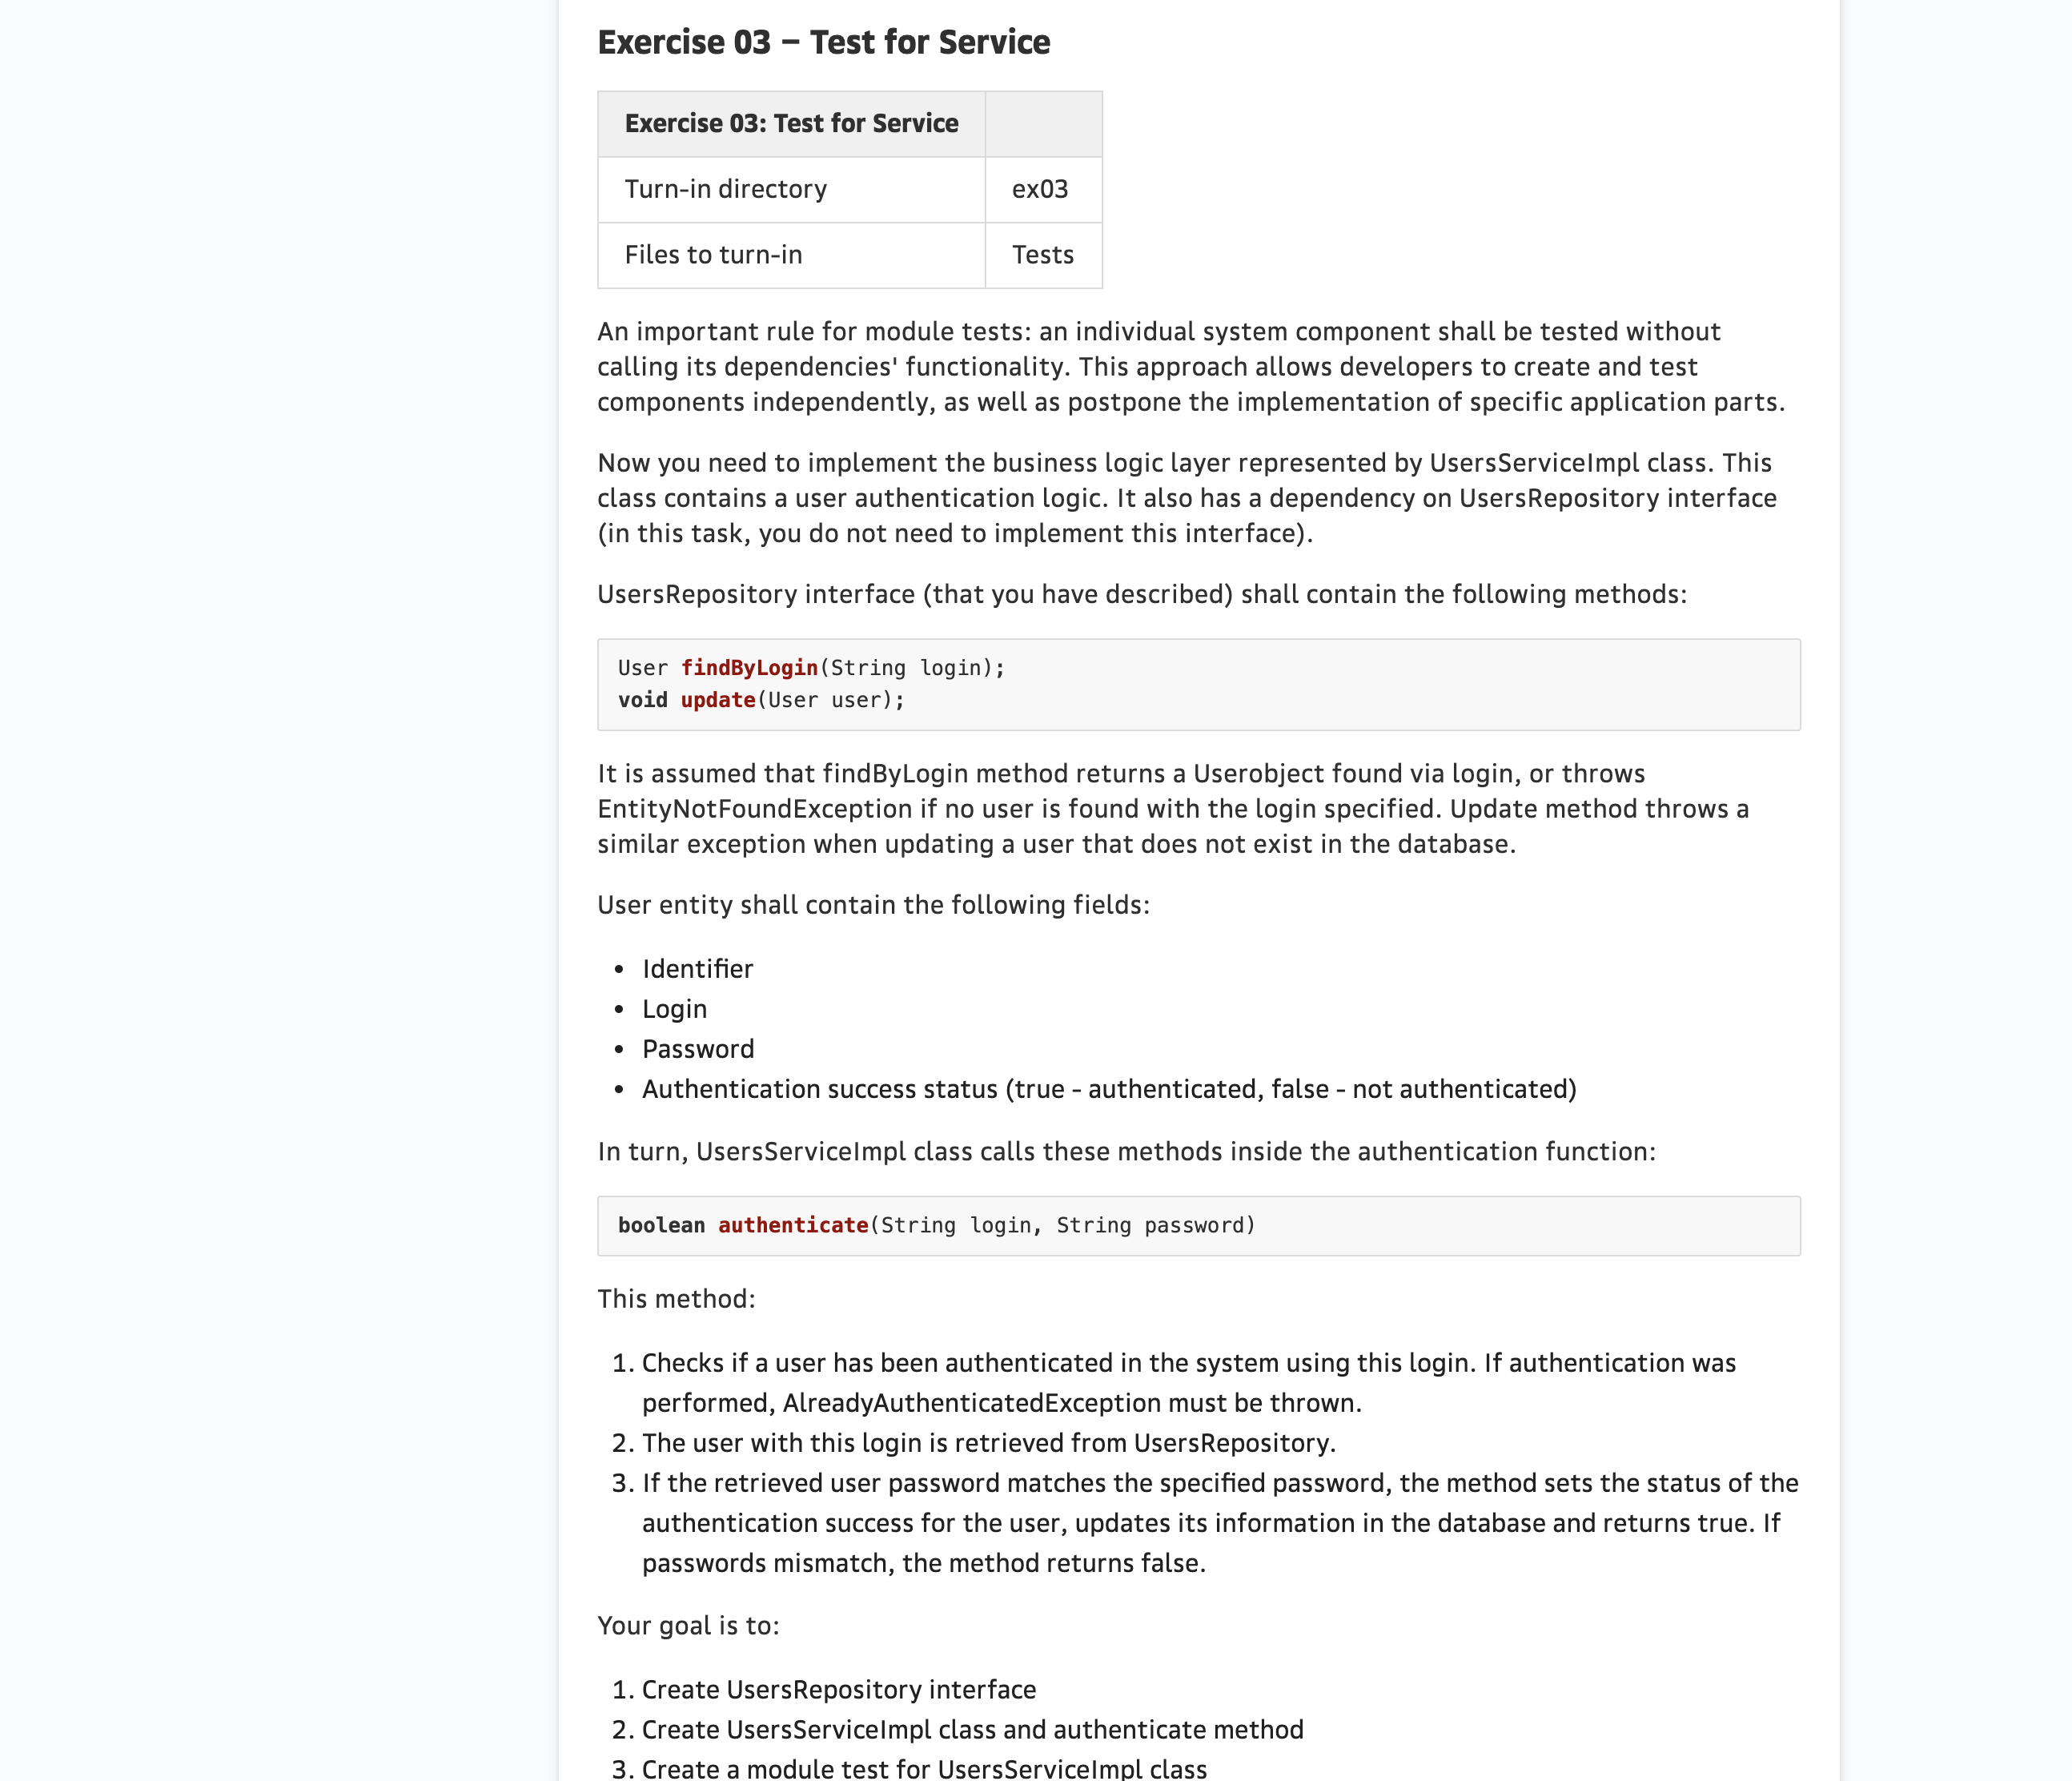 Exercise 03 – Test for Service
Exercise 03: Test for Service
Turn-in directory ex03
Files to turn-in Tests
An important rule for module tests: an individual system component shall be tested without
calling its dependencies' functionality. This approach allows developers to create and test
components independently, as well as postpone the implementation of specific application parts.
Now you need to implement the business logic layer represented by UsersServiceImpl class. This
class contains a user authentication logic. It also has a dependency on UsersRepository interface
(in this task, you do not need to implement this interface).
UsersRepository interface (that you have described) shall contain the following methods:
User findByLogin(String login);
void update(User user);
It is assumed that findByLogin method returns a Userobject found via login, or throws
EntityNotFoundException if no user is found with the login specified. Update method throws a
similar exception when updating a user that does not exist in the database.
User entity shall contain the following fields:
• Identifier
• Login
• Password
• Authentication success status (true - authenticated, false - not authenticated)
In turn, UsersServiceImpl class calls these methods inside the authentication function:
boolean authenticate(String login, String password)
This method:
1. Checks if a user has been authenticated in the system using this login. If authentication was
performed, AlreadyAuthenticatedException must be thrown.
2. The user with this login is retrieved from UsersRepository.
3. If the retrieved user password matches the specified password, the method sets the status of the
authentication success for the user, updates its information in the database and returns true. If
passwords mismatch, the method returns false.
Your goal is to:
1. Create UsersRepository interface
2. Create UsersServiceImpl class and authenticate method
3. Create a module test for UsersServiceImpl class